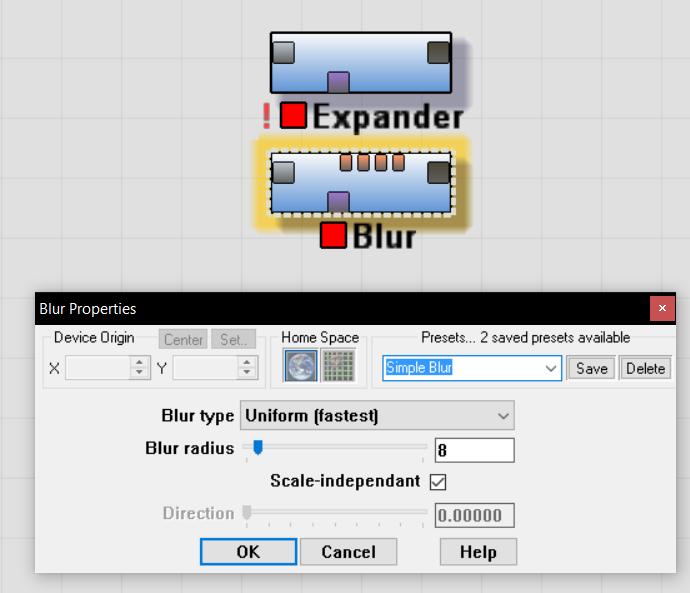 ! Expander
Blur
Blur Properties
Device Origin Center Set.. Home Space Presets... 2 saved presets available
X Y Simple Blur Save Delete
Blur type Uniform (fastest)
Blur radius 8
Scale-independant
Direction 0.00000
OK Cancel Help